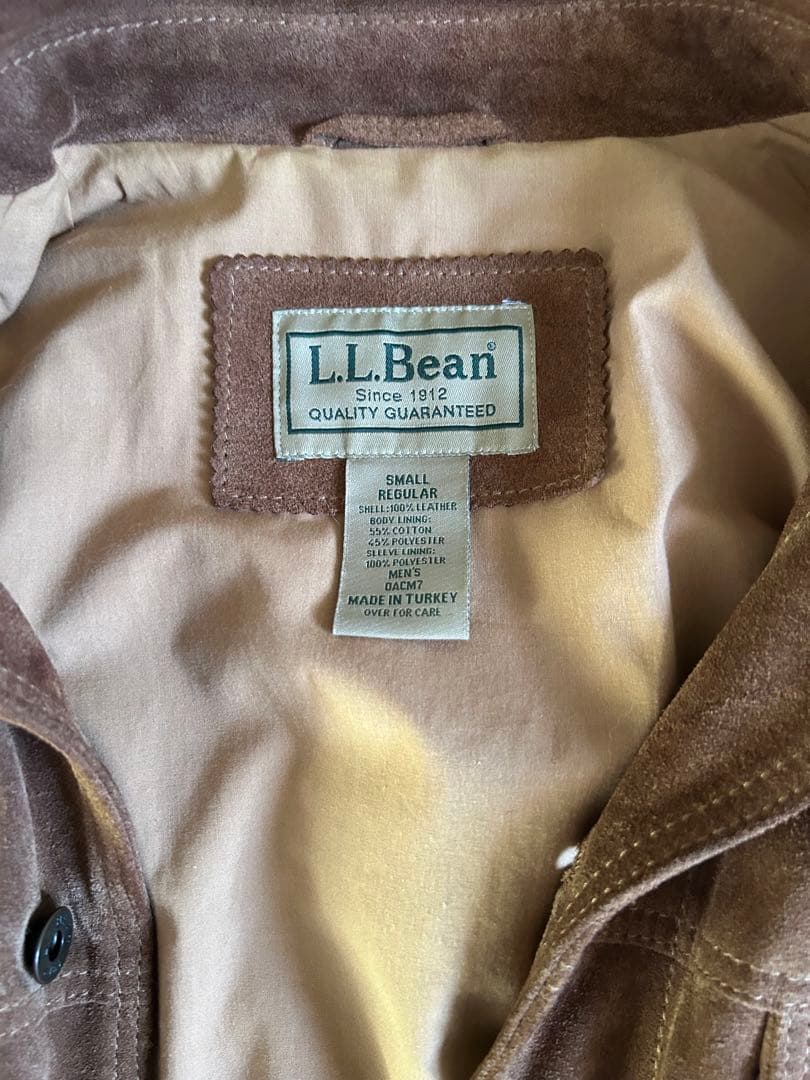 L.L.Bean®
Since 1912
QUALITY GUARANTEED
SMALL
REGULAR
SHELL:100% LEATHER
BODY LINING:
55% COTTON
45% POLYESTER
SLEEVE LINING:
100% POLYESTER
MEN'S
0ACM7
MADE IN TURKEY
OVER FOR CARE